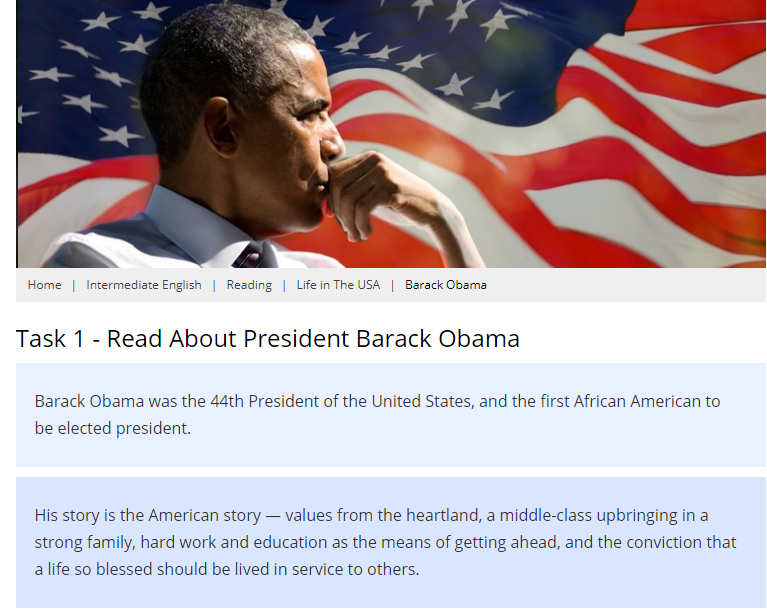 Home | Intermediate English | Reading | Life in The USA | Barack Obama
Task 1 - Read About President Barack Obama
Barack Obama was the 44th President of the United States, and the first African American to
be elected president.
His story is the American story — values from the heartland, a middle-class upbringing in a
strong family, hard work and education as the means of getting ahead, and the conviction that
a life so blessed should be lived in service to others.